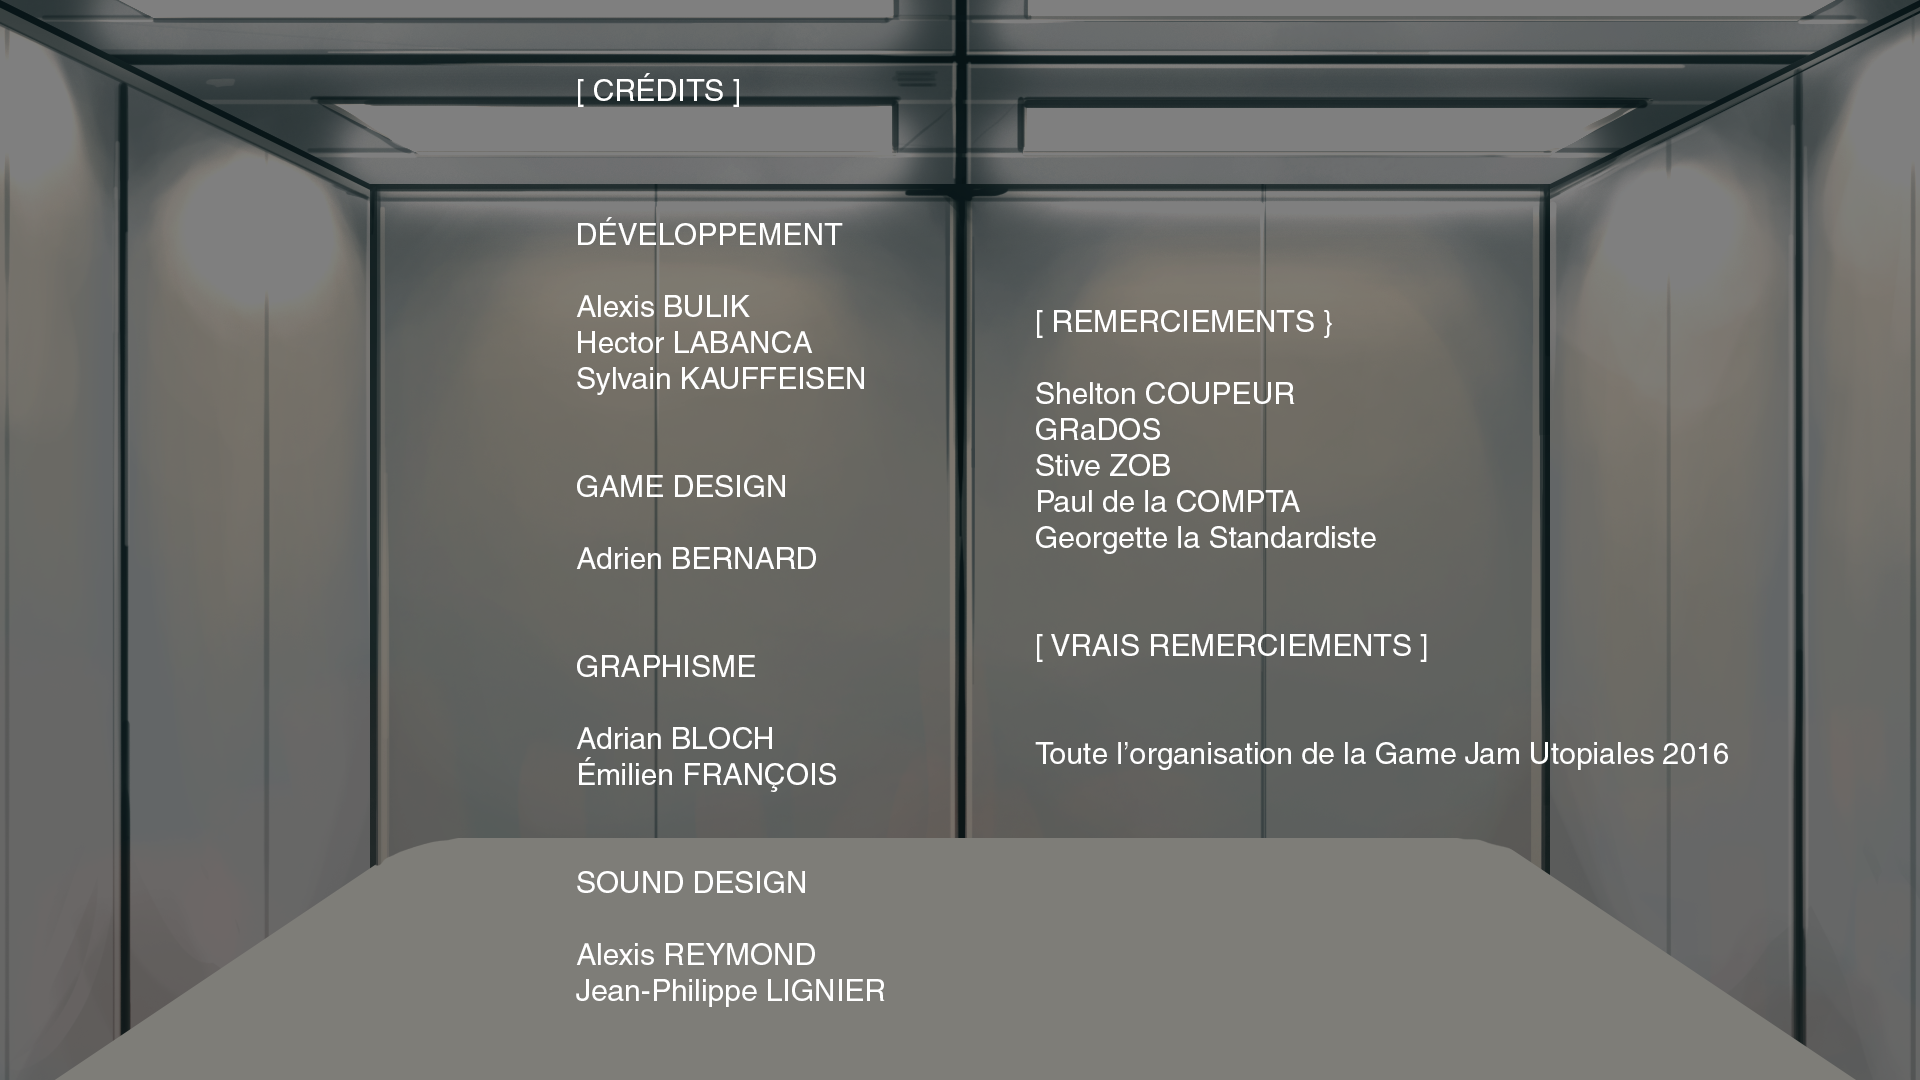 [ CRÉDITS ]
DÉVELOPPEMENT
Alexis BULIK
Hector LABANCA
Sylvain KAUFFEISEN
GAME DESIGN
Adrien BERNARD
GRAPHISME
Adrian BLOCH
Émilien FRANÇOIS
SOUND DESIGN
Alexis REYMOND
Jean-Philippe LIGNIER
[ REMERCIEMENTS }
Shelton COUPEUR
GRaDOS
Stive ZOB
Paul de la COMPTA
Georgette la Standardiste
[ VRAIS REMERCIEMENTS ]
Toute l’organisation de la Game Jam Utopiales 2016